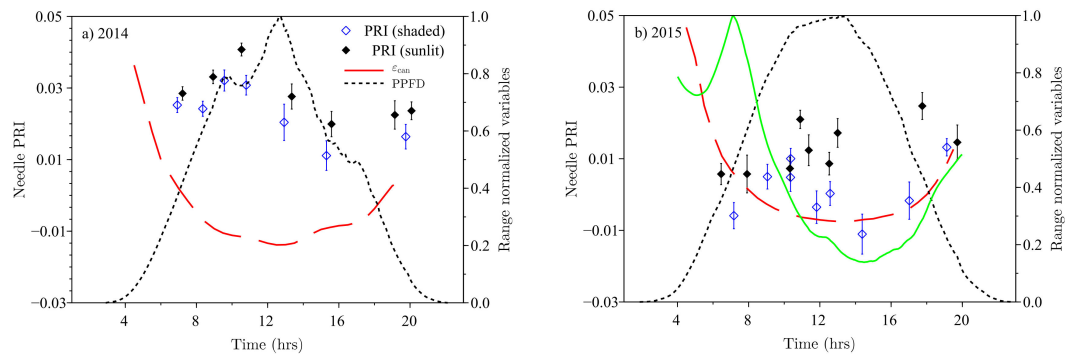 a) 2014
PRI (shaded)
PRI (sunlit)
εcan
PPFD
0.05
0.03
0.01
−0.01
−0.03
Needle PRI
4
8
12
16
20
Time (hrs)
1.0
0.8
0.6
0.4
0.2
0.0
Range normalized variables
b) 2015
0.05
0.03
0.01
−0.01
−0.03
Needle PRI
4
8
12
16
20
Time (hrs)
1.0
0.8
0.6
0.4
0.2
0.0
Range normalized variables